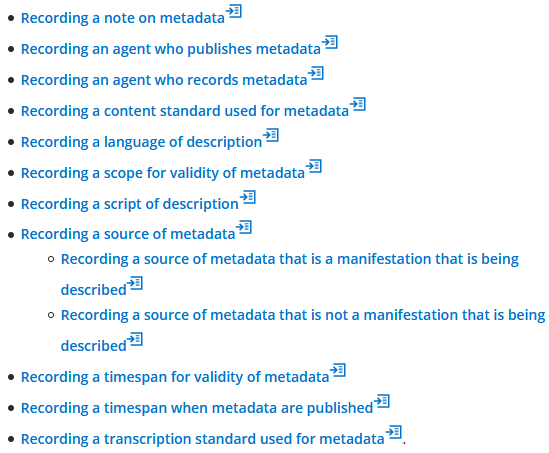 Recording a note on metadata
Recording an agent who publishes metadata
Recording an agent who records metadata
Recording a content standard used for metadata
Recording a language of description
Recording a scope for validity of metadata
Recording a script of description
Recording a source of metadata
Recording a source of metadata that is a manifestation that is being
described
Recording a source of metadata that is not a manifestation that is being
described
Recording a timespan for validity of metadata
Recording a timespan when metadata are published
Recording a transcription standard used for metadata.